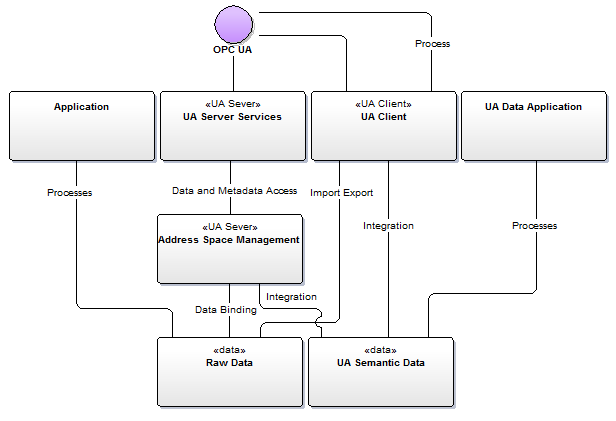 OPC UA
Process
Application
«UA Sever»
UA Server Services
«UA Client»
UA Client
UA Data Application
Processes
Data and Metadata Access
Import Export
Integration
Processes
«UA Sever»
Address Space Management
Integration
Data Binding
«data»
Raw Data
«data»
UA Semantic Data